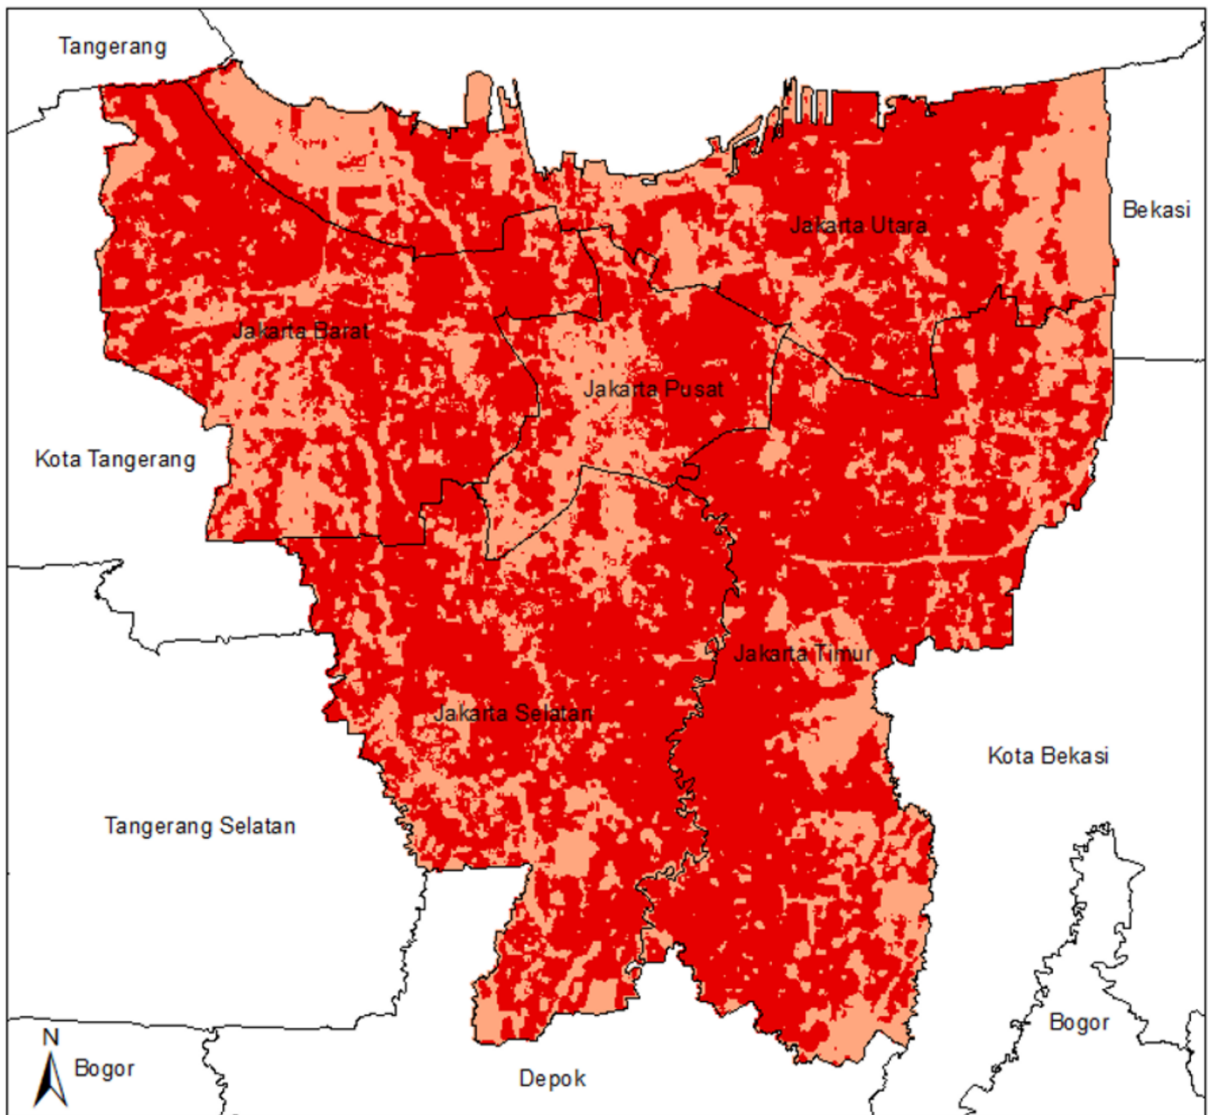 Tangerang
Bekasi
Jakarta Utara
Jakarta Barat
Jakarta Pusat
Kota Tangerang
Jakarta Timur
Jakarta Selatan
Kota Bekasi
Tangerang Selatan
Bogor
N
Bogor
Depok